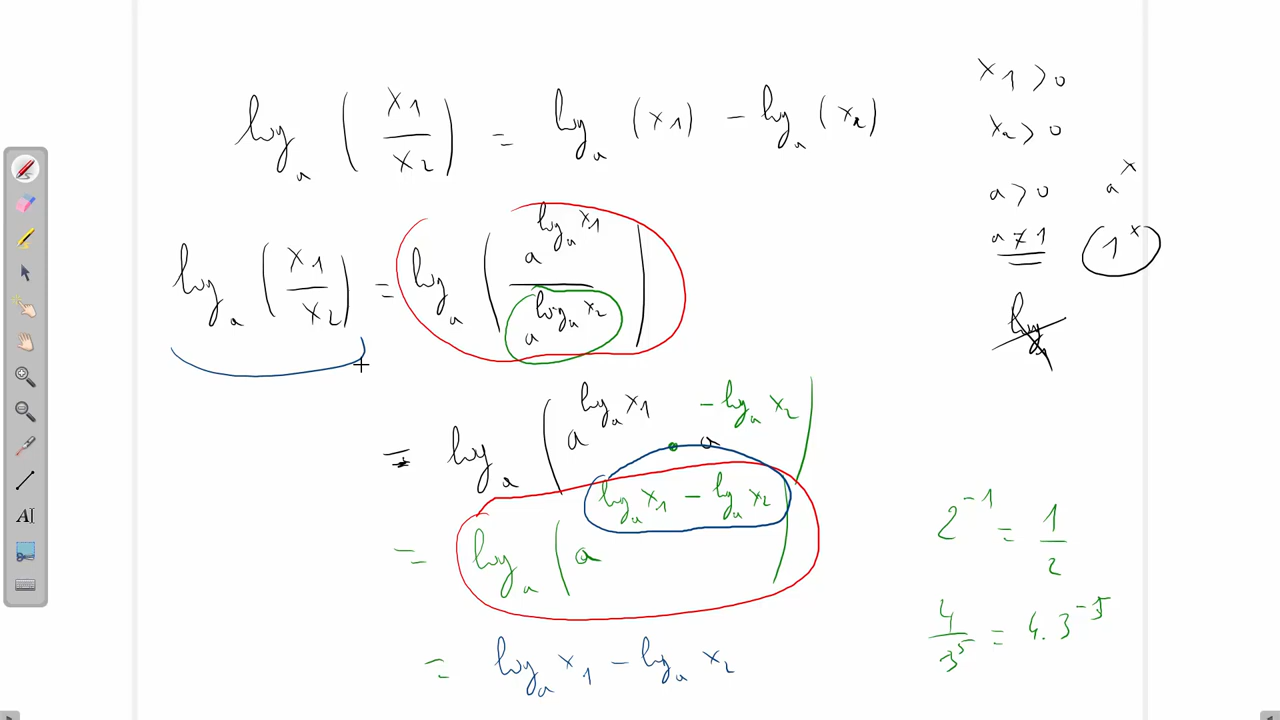 log_a (x1/x2) = log_a (x1) - log_a (x2)
x1 > 0
x2 > 0
a > 0 a^x
a ≠ 1 1^x
log_1
log_a (x1/x2) = log_a (a^(log_a x1) / a^(log_a x2))
= log_a (a^(log_a x1) · a^(-log_a x2))
= log_a (a^(log_a x1 - log_a x2))
= log_a x1 - log_a x2
2^-1 = 1/2
4/3^5 = 4.3^-5
AI